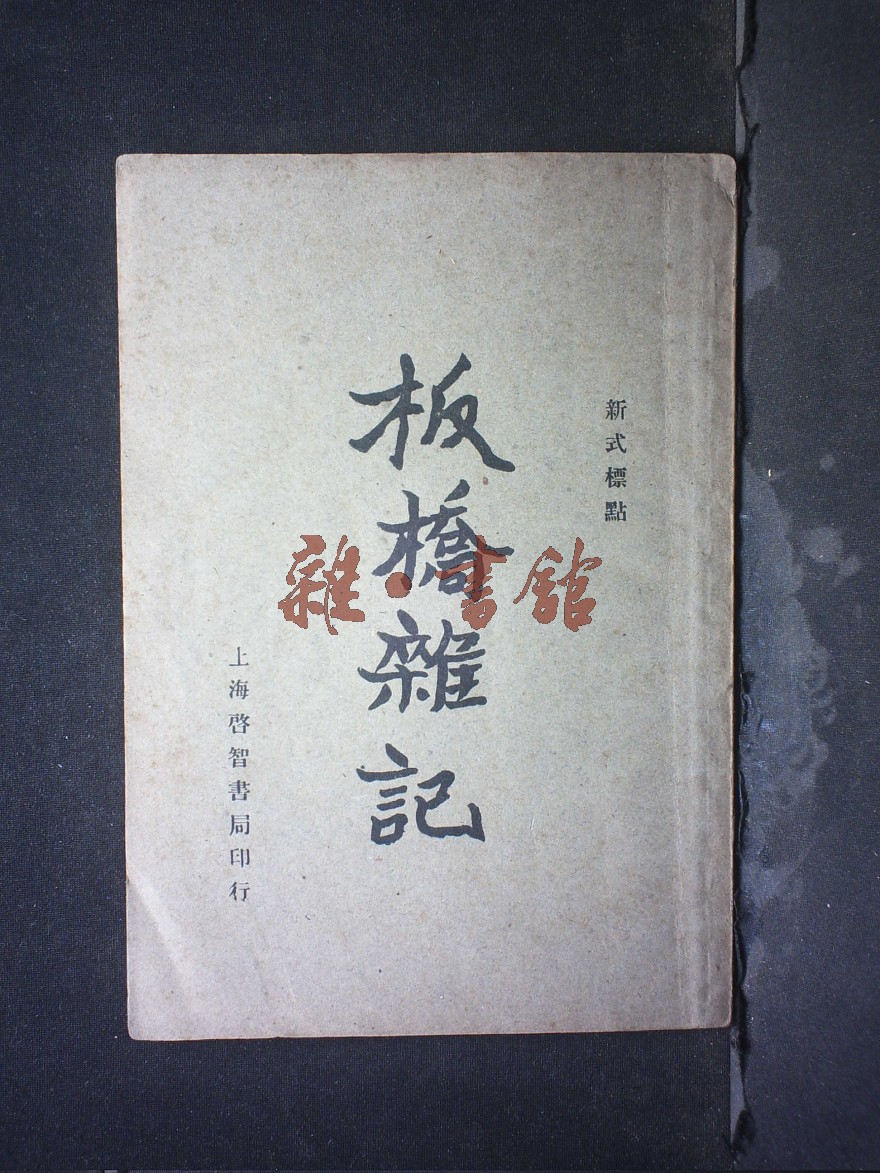 新式標點
板橋雜記
上海啓智書局印行
雜·書館